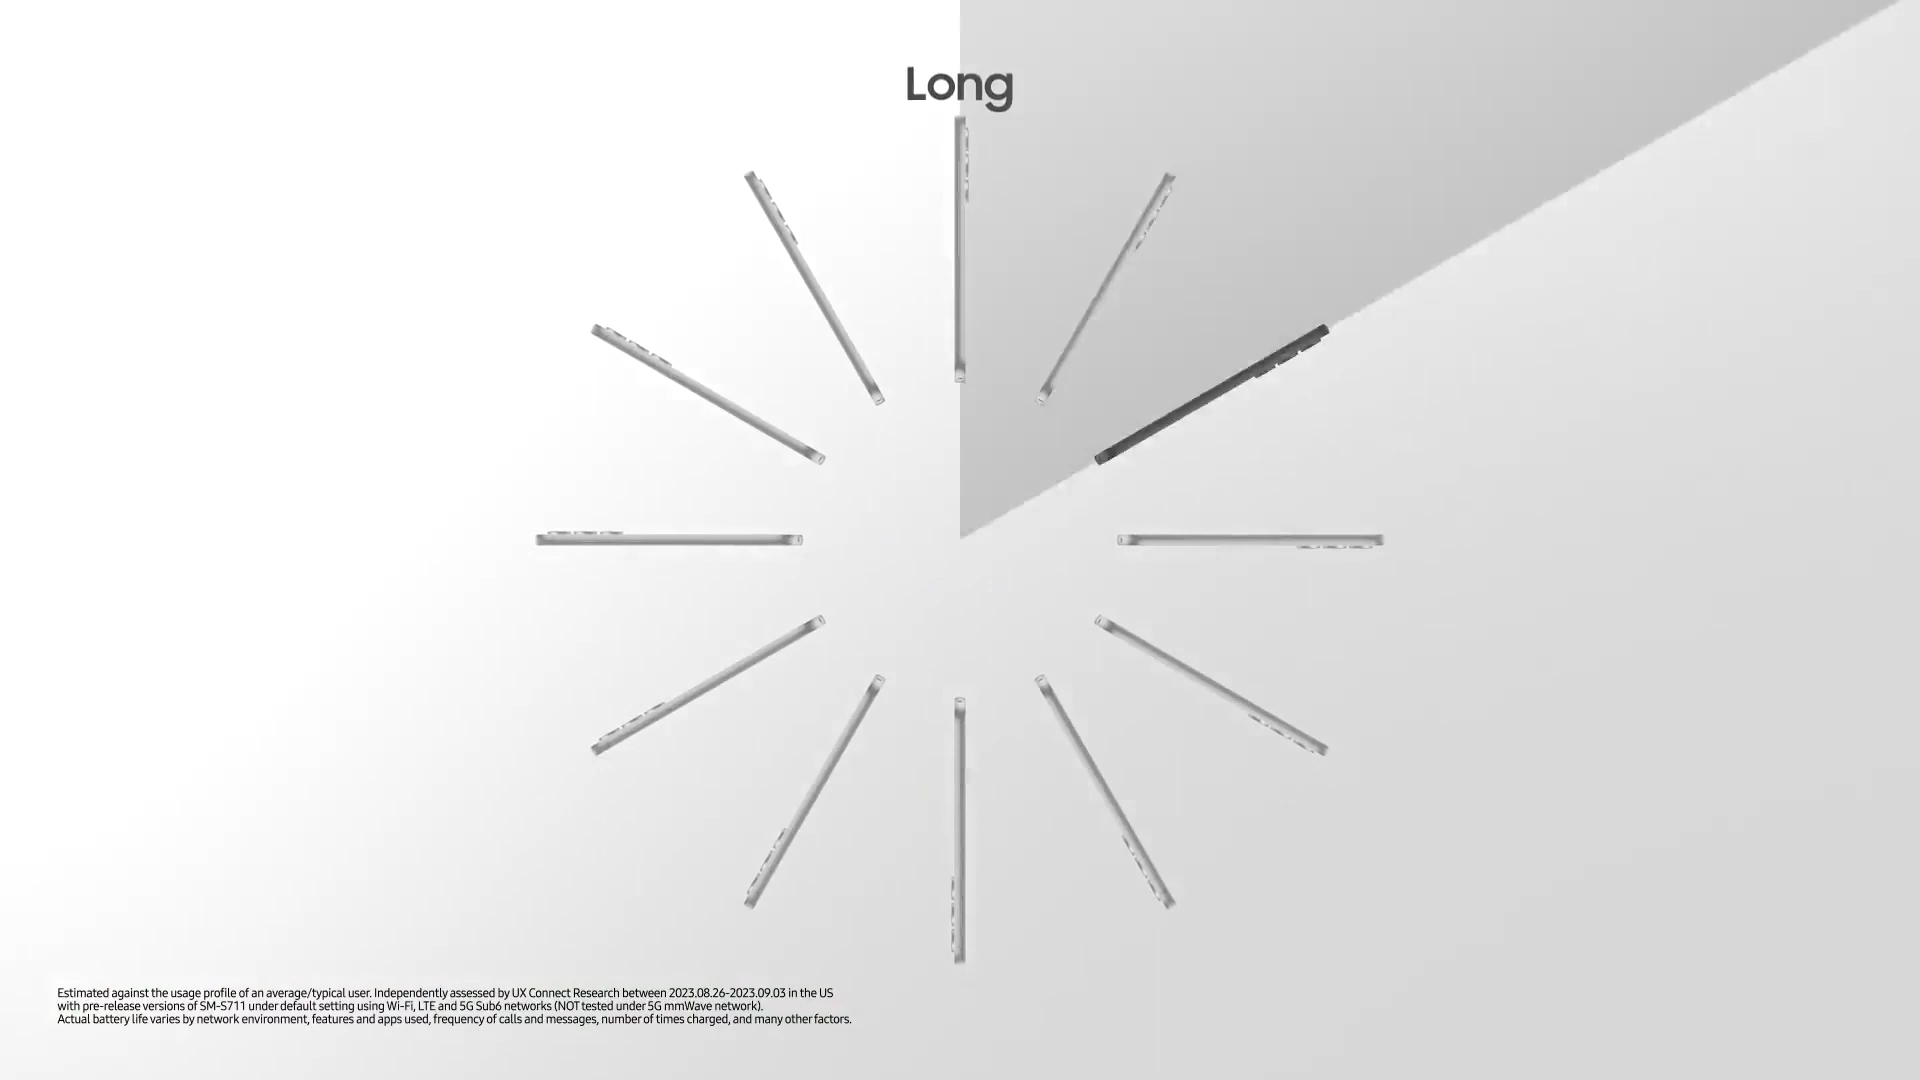 Long
Estimated against the usage profile of an average/typical user. Independently assessed by UX Connect Research between 2023.08.26-2023.09.03 in the US
with pre-release versions of SM-S711 under default setting using Wi-Fi, LTE and 5G Sub6 networks (NOT tested under 5G mmWave network).
Actual battery life varies by network environment, features and apps used, frequency of calls and messages, number of times charged, and many other factors.